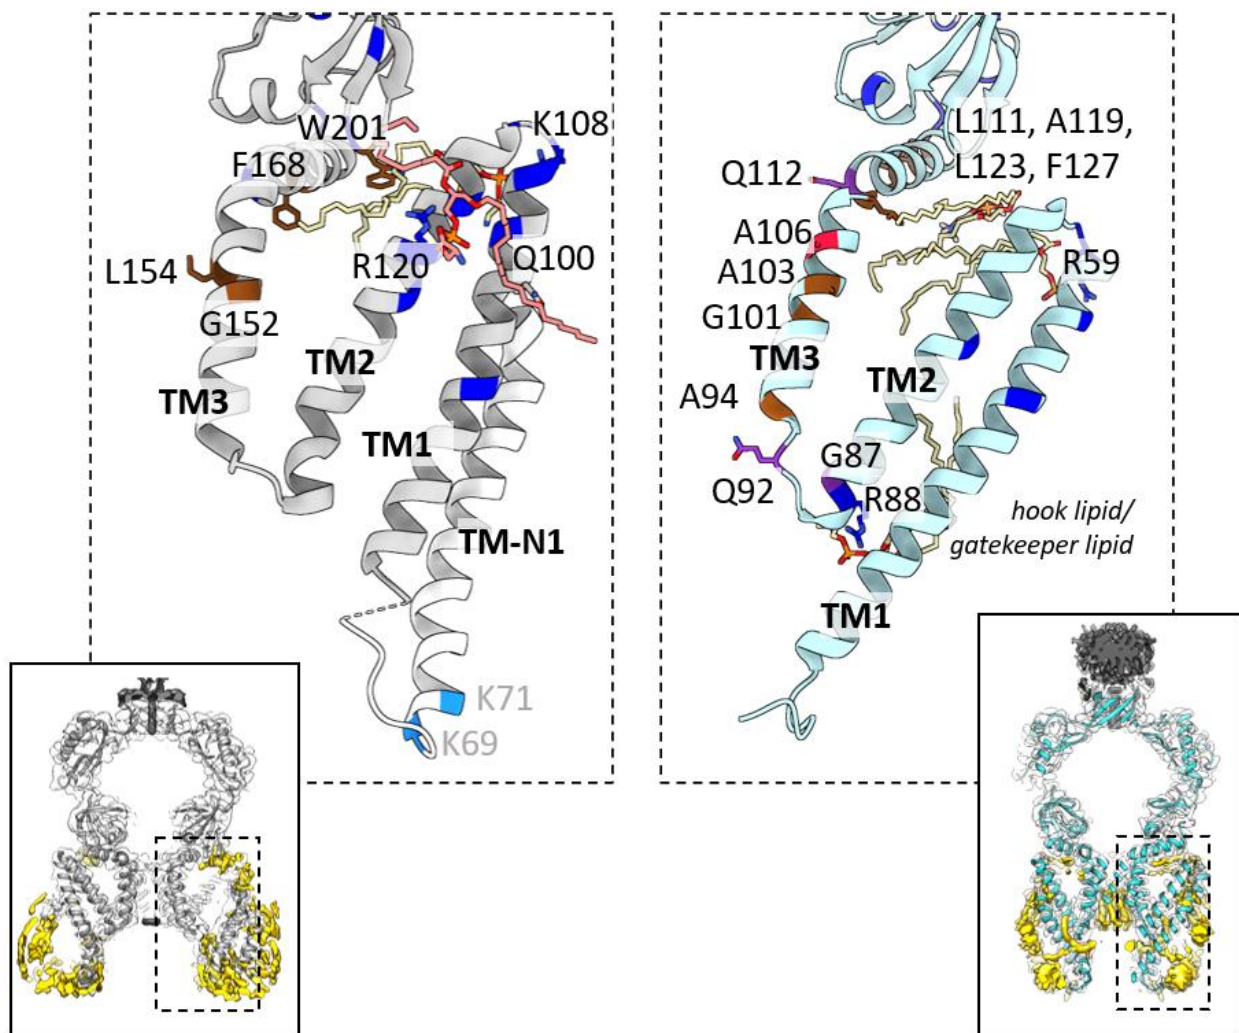 W201
K108
F168
L154
R120
Q100
G152
TM2
TM3
TM1
TM-N1
K71
K69
L111, A119,
Q112
L123, F127
A106
A103
R59
G101
TM3
TM2
A94
G87
Q92
R88
hook lipid/
gatekeeper lipid
TM1